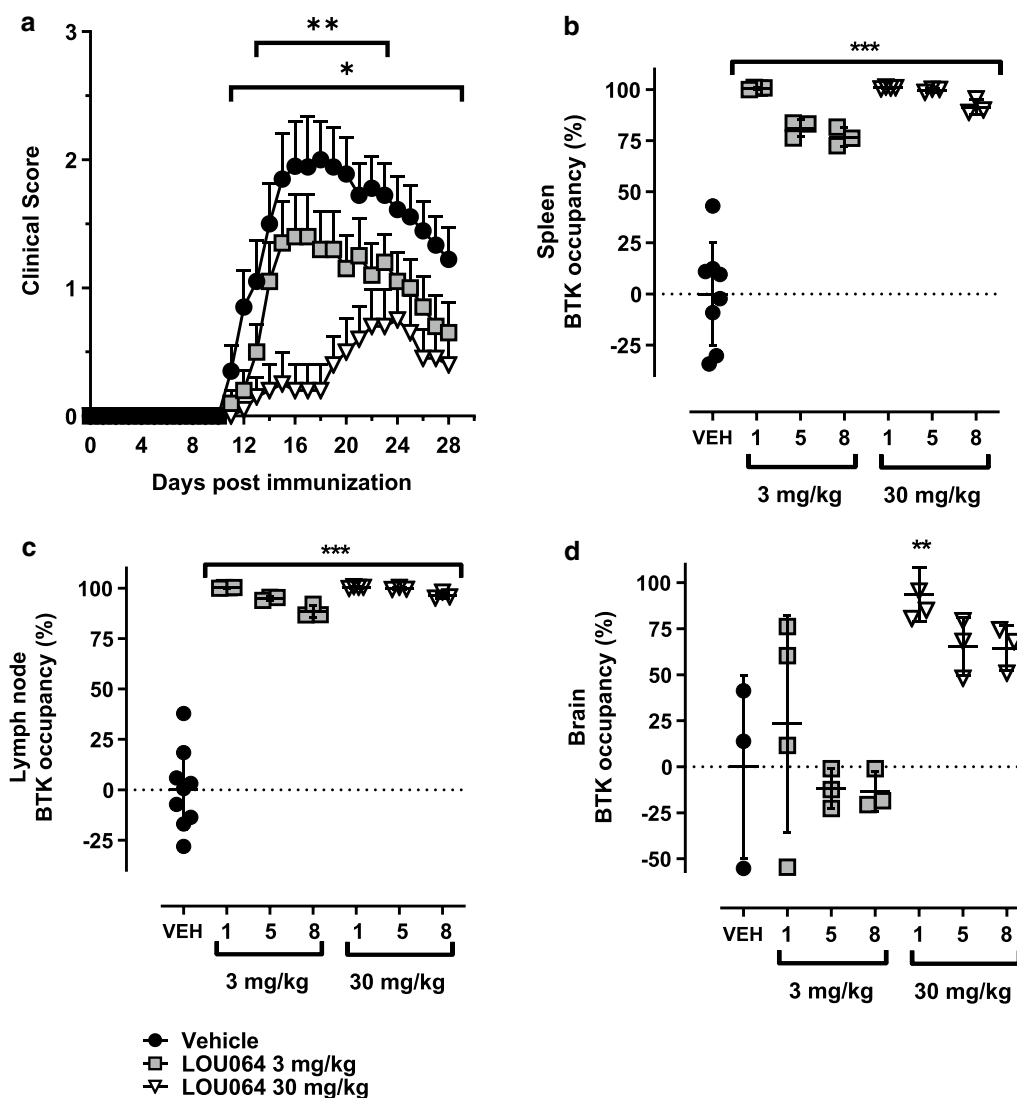 a
**
*
3
2
1
0
Clinical Score
0 4 8 12 16 20 24 28
Days post immunization
b
***
100
75
50
25
0
-25
Spleen
BTK occupancy (%)
VEH 1 5 8 1 5 8
3 mg/kg 30 mg/kg
c
***
100
75
50
25
0
-25
Lymph node
BTK occupancy (%)
VEH 1 5 8 1 5 8
3 mg/kg 30 mg/kg
d
**
100
75
50
25
0
-25
-50
Brain
BTK occupancy (%)
VEH 1 5 8 1 5 8
3 mg/kg 30 mg/kg
Vehicle
LOU064 3 mg/kg
LOU064 30 mg/kg